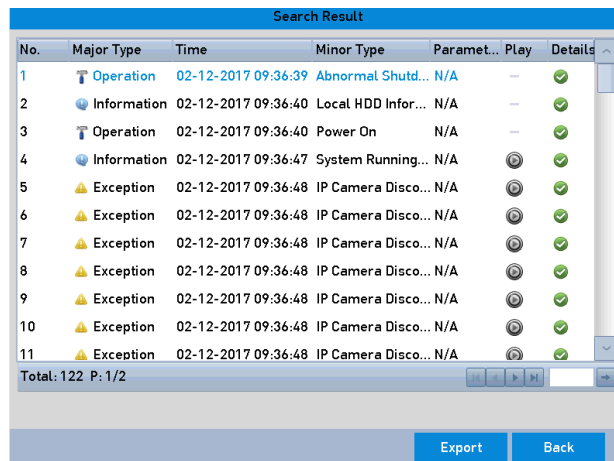 Search Result
No. Major Type Time Minor Type Paramet... Play Details
1 Operation 02-12-2017 09:36:39 Abnormal Shutd... N/A —
2 Information 02-12-2017 09:36:40 Local HDD Infor... N/A —
3 Operation 02-12-2017 09:36:40 Power On N/A —
4 Information 02-12-2017 09:36:47 System Running... N/A
5 Exception 02-12-2017 09:36:48 IP Camera Disco... N/A
6 Exception 02-12-2017 09:36:48 IP Camera Disco... N/A
7 Exception 02-12-2017 09:36:48 IP Camera Disco... N/A
8 Exception 02-12-2017 09:36:48 IP Camera Disco... N/A
9 Exception 02-12-2017 09:36:48 IP Camera Disco... N/A
10 Exception 02-12-2017 09:36:48 IP Camera Disco... N/A
11 Exception 02-12-2017 09:36:48 IP Camera Disco... N/A
Total: 122 P: 1/2
Export Back